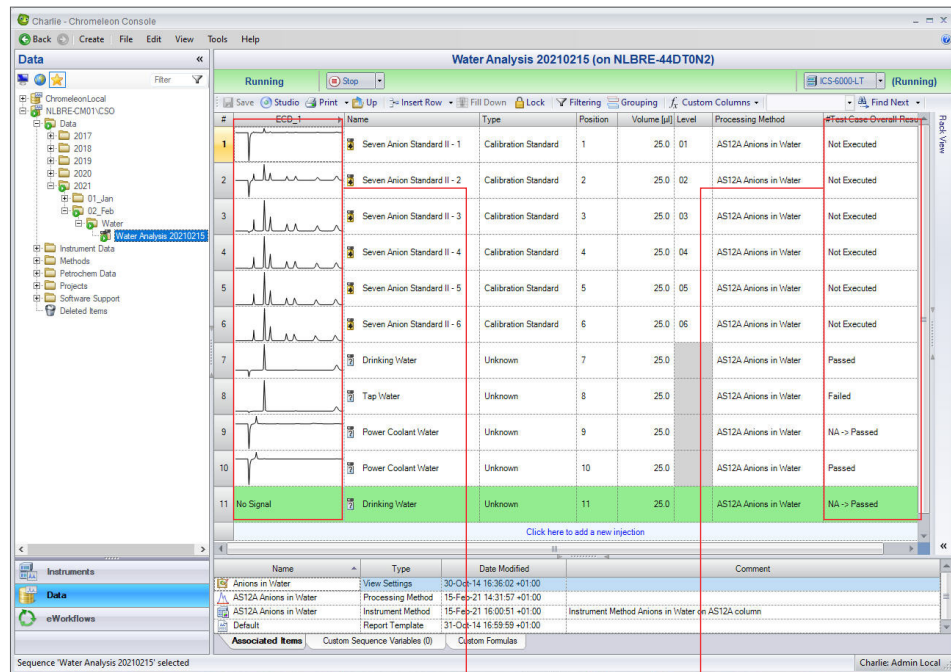 Charlie - Chromeleon Console
Back Create File Edit View Tools Help
Data «
Filter
ChromeleonLocal
NLBRE-CM01\CSO
Data
2017
2018
2019
2020
2021
01_Jan
02_Feb
Water
Water Analysis 20210215
Instrument Data
Methods
Petrochem Data
Projects
Software Support
Deleted Items
Instruments
Data
eWorkflows
Water Analysis 20210215 (on NLBRE-44DT0N2)
Running Stop ICS-6000-LT (Running)
Save Studio Print Up Insert Row Fill Down Lock Filtering Grouping Custom Columns Find Next
# ECD_1 Name Type Position Volume [µl] Level Processing Method #Test Case Overall Resu
1 Seven Anion Standard II - 1 Calibration Standard 1 25.0 01 AS12A Anions in Water Not Executed
2 Seven Anion Standard II - 2 Calibration Standard 2 25.0 02 AS12A Anions in Water Not Executed
3 Seven Anion Standard II - 3 Calibration Standard 3 25.0 03 AS12A Anions in Water Not Executed
4 Seven Anion Standard II - 4 Calibration Standard 4 25.0 04 AS12A Anions in Water Not Executed
5 Seven Anion Standard II - 5 Calibration Standard 5 25.0 05 AS12A Anions in Water Not Executed
6 Seven Anion Standard II - 6 Calibration Standard 6 25.0 06 AS12A Anions in Water Not Executed
7 Drinking Water Unknown 7 25.0 AS12A Anions in Water Passed
8 Tap Water Unknown 8 25.0 AS12A Anions in Water Failed
9 Power Coolant Water Unknown 9 25.0 AS12A Anions in Water NA -> Passed
10 Power Coolant Water Unknown 10 25.0 AS12A Anions in Water Passed
11 No Signal Drinking Water Unknown 11 25.0 AS12A Anions in Water NA -> Passed
Click here to add a new injection
Rack View
«
Name Type Date Modified Comment
Anions in Water View Settings 30-Oct-14 16:36:02 +01:00
AS12A Anions in Water Processing Method 15-Feb-21 14:31:57 +01:00
AS12A Anions in Water Instrument Method 15-Feb-21 16:00:51 +01:00 Instrument Method Anions in Water on AS12A column
Default Report Template 31-Oct-14 16:59:59 +01:00
Associated Items Custom Sequence Variables (0) Custom Formulas
Sequence 'Water Analysis 20210215' selected Charlie: Admin Local